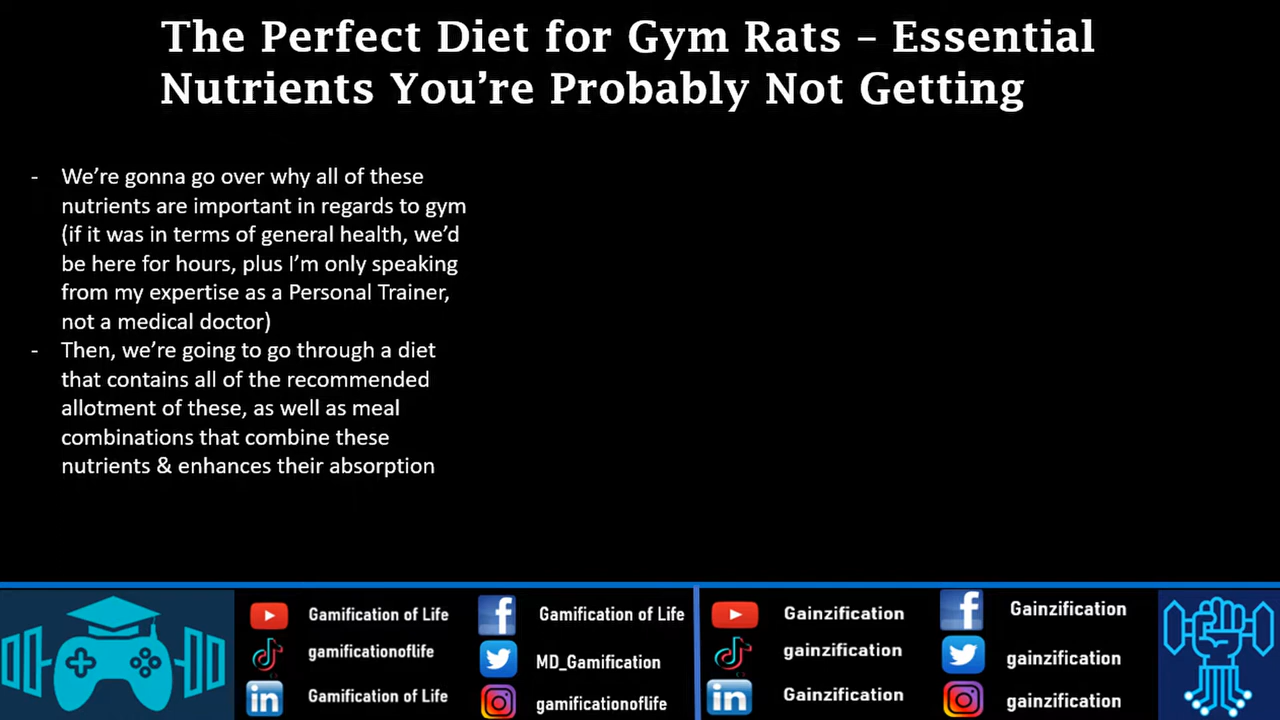 The Perfect Diet for Gym Rats – Essential
Nutrients You’re Probably Not Getting
- We’re gonna go over why all of these
nutrients are important in regards to gym
(if it was in terms of general health, we’d
be here for hours, plus I’m only speaking
from my expertise as a Personal Trainer,
not a medical doctor)
- Then, we’re going to go through a diet
that contains all of the recommended
allotment of these, as well as meal
combinations that combine these
nutrients & enhances their absorption
Gamification of Life
gamificationoflife
in Gamification of Life
f Gamification of Life
MD_Gamification
gamificationoflife
Gainzification
gainzification
in Gainzification
f Gainzification
gainzification
gainzification